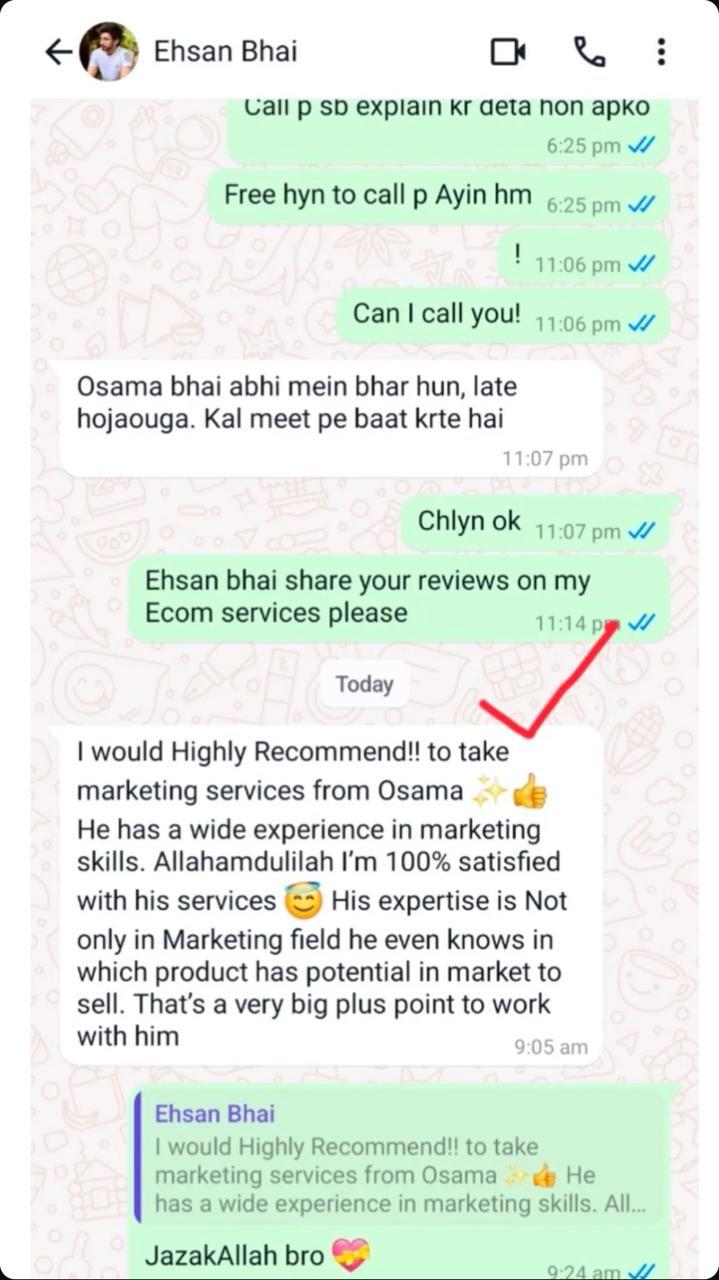 Ehsan Bhai
Call p sb explain kr deta hon apko
6:25 pm
Free hyn to call p Ayin hm
6:25 pm
!
11:06 pm
Can I call you!
11:06 pm
Osama bhai abhi mein bhar hun, late
hojaouga. Kal meet pe baat krte hai
11:07 pm
Chlyn ok
11:07 pm
Ehsan bhai share your reviews on my
Ecom services please
11:14 pm
Today
I would Highly Recommend!! to take
marketing services from Osama ✨👍
He has a wide experience in marketing
skills. Allahamdulilah I'm 100% satisfied
with his services 😇 His expertise is Not
only in Marketing field he even knows in
which product has potential in market to
sell. That's a very big plus point to work
with him
9:05 am
Ehsan Bhai
I would Highly Recommend!! to take
marketing services from Osama ✨👍 He
has a wide experience in marketing skills. All...
JazakAllah bro 💝
9:24 am